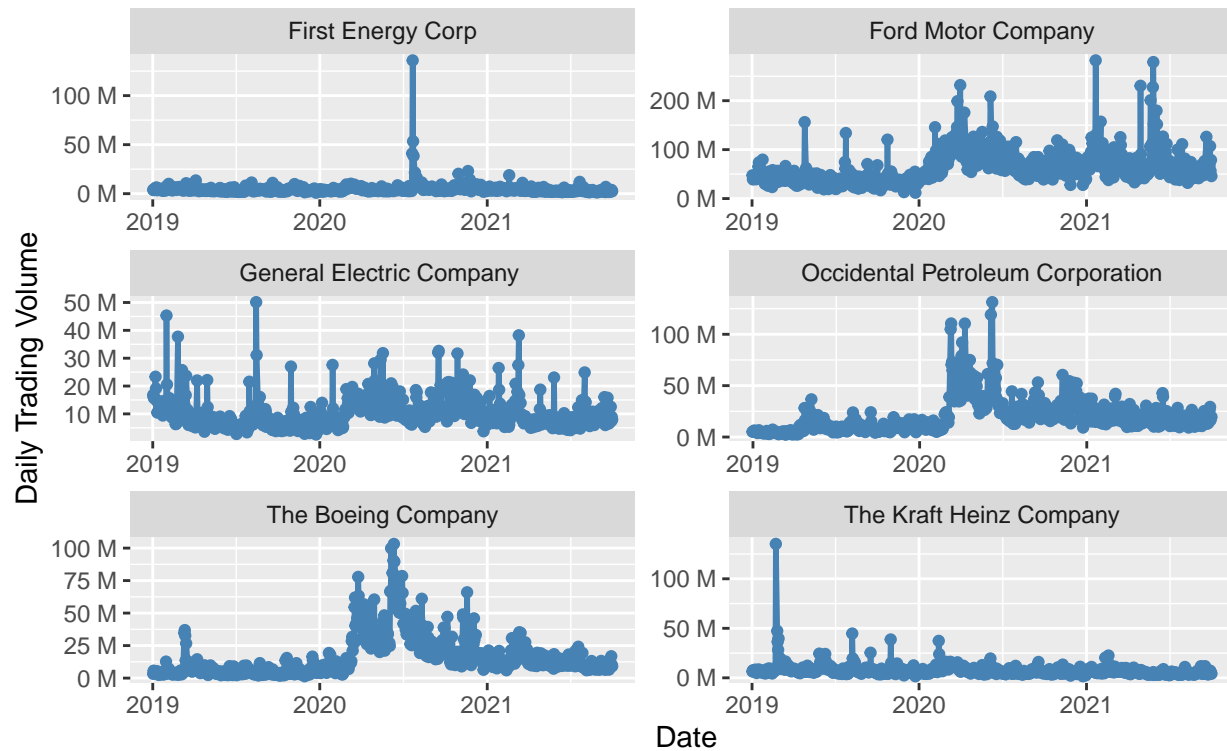 First Energy Corp
100 M
50 M
0 M
2019 2020 2021
Ford Motor Company
200 M
100 M
0 M
2019 2020 2021
General Electric Company
50 M
40 M
30 M
20 M
10 M
2019 2020 2021
Occidental Petroleum Corporation
100 M
50 M
0 M
2019 2020 2021
The Boeing Company
100 M
75 M
50 M
25 M
0 M
2019 2020 2021
The Kraft Heinz Company
100 M
50 M
0 M
2019 2020 2021
Daily Trading Volume
Date